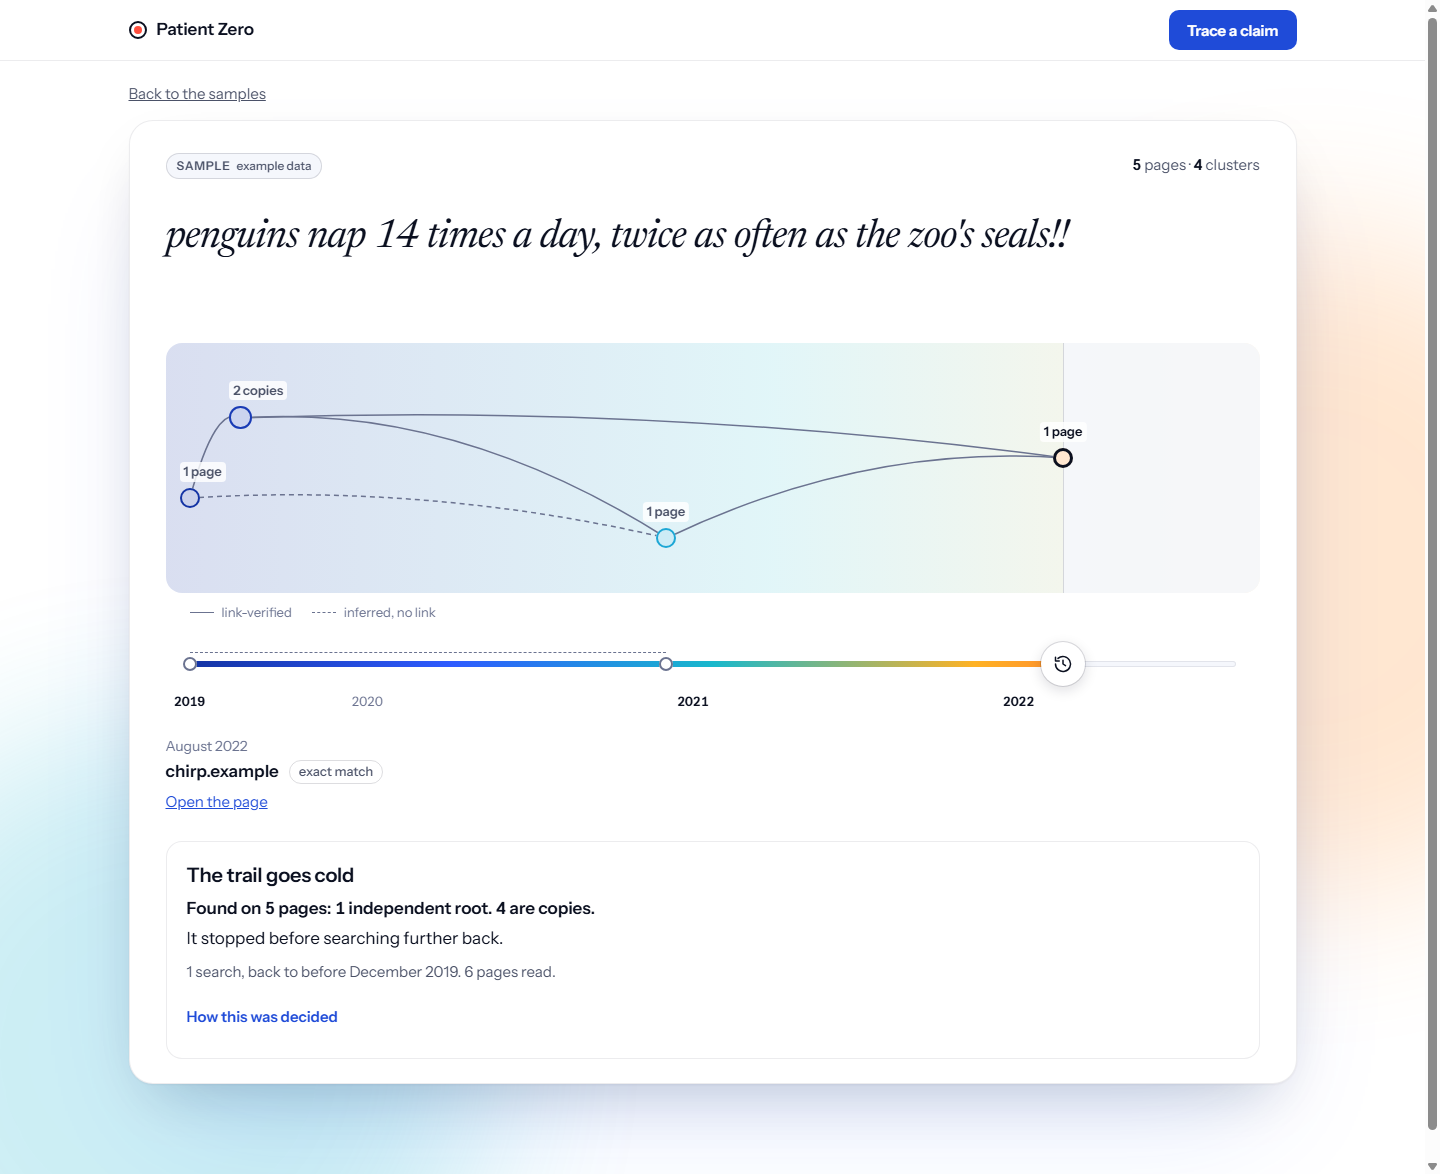 Patient Zero
Trace a claim
Back to the samples
SAMPLE example data
5 pages · 4 clusters
penguins nap 14 times a day, twice as often as the zoo's seals!!
2 copies
1 page
1 page
1 page
link-verified
inferred, no link
2019
2020
2021
2022
August 2022
chirp.example
exact match
Open the page
The trail goes cold
Found on 5 pages: 1 independent root. 4 are copies.
It stopped before searching further back.
1 search, back to before December 2019. 6 pages read.
How this was decided